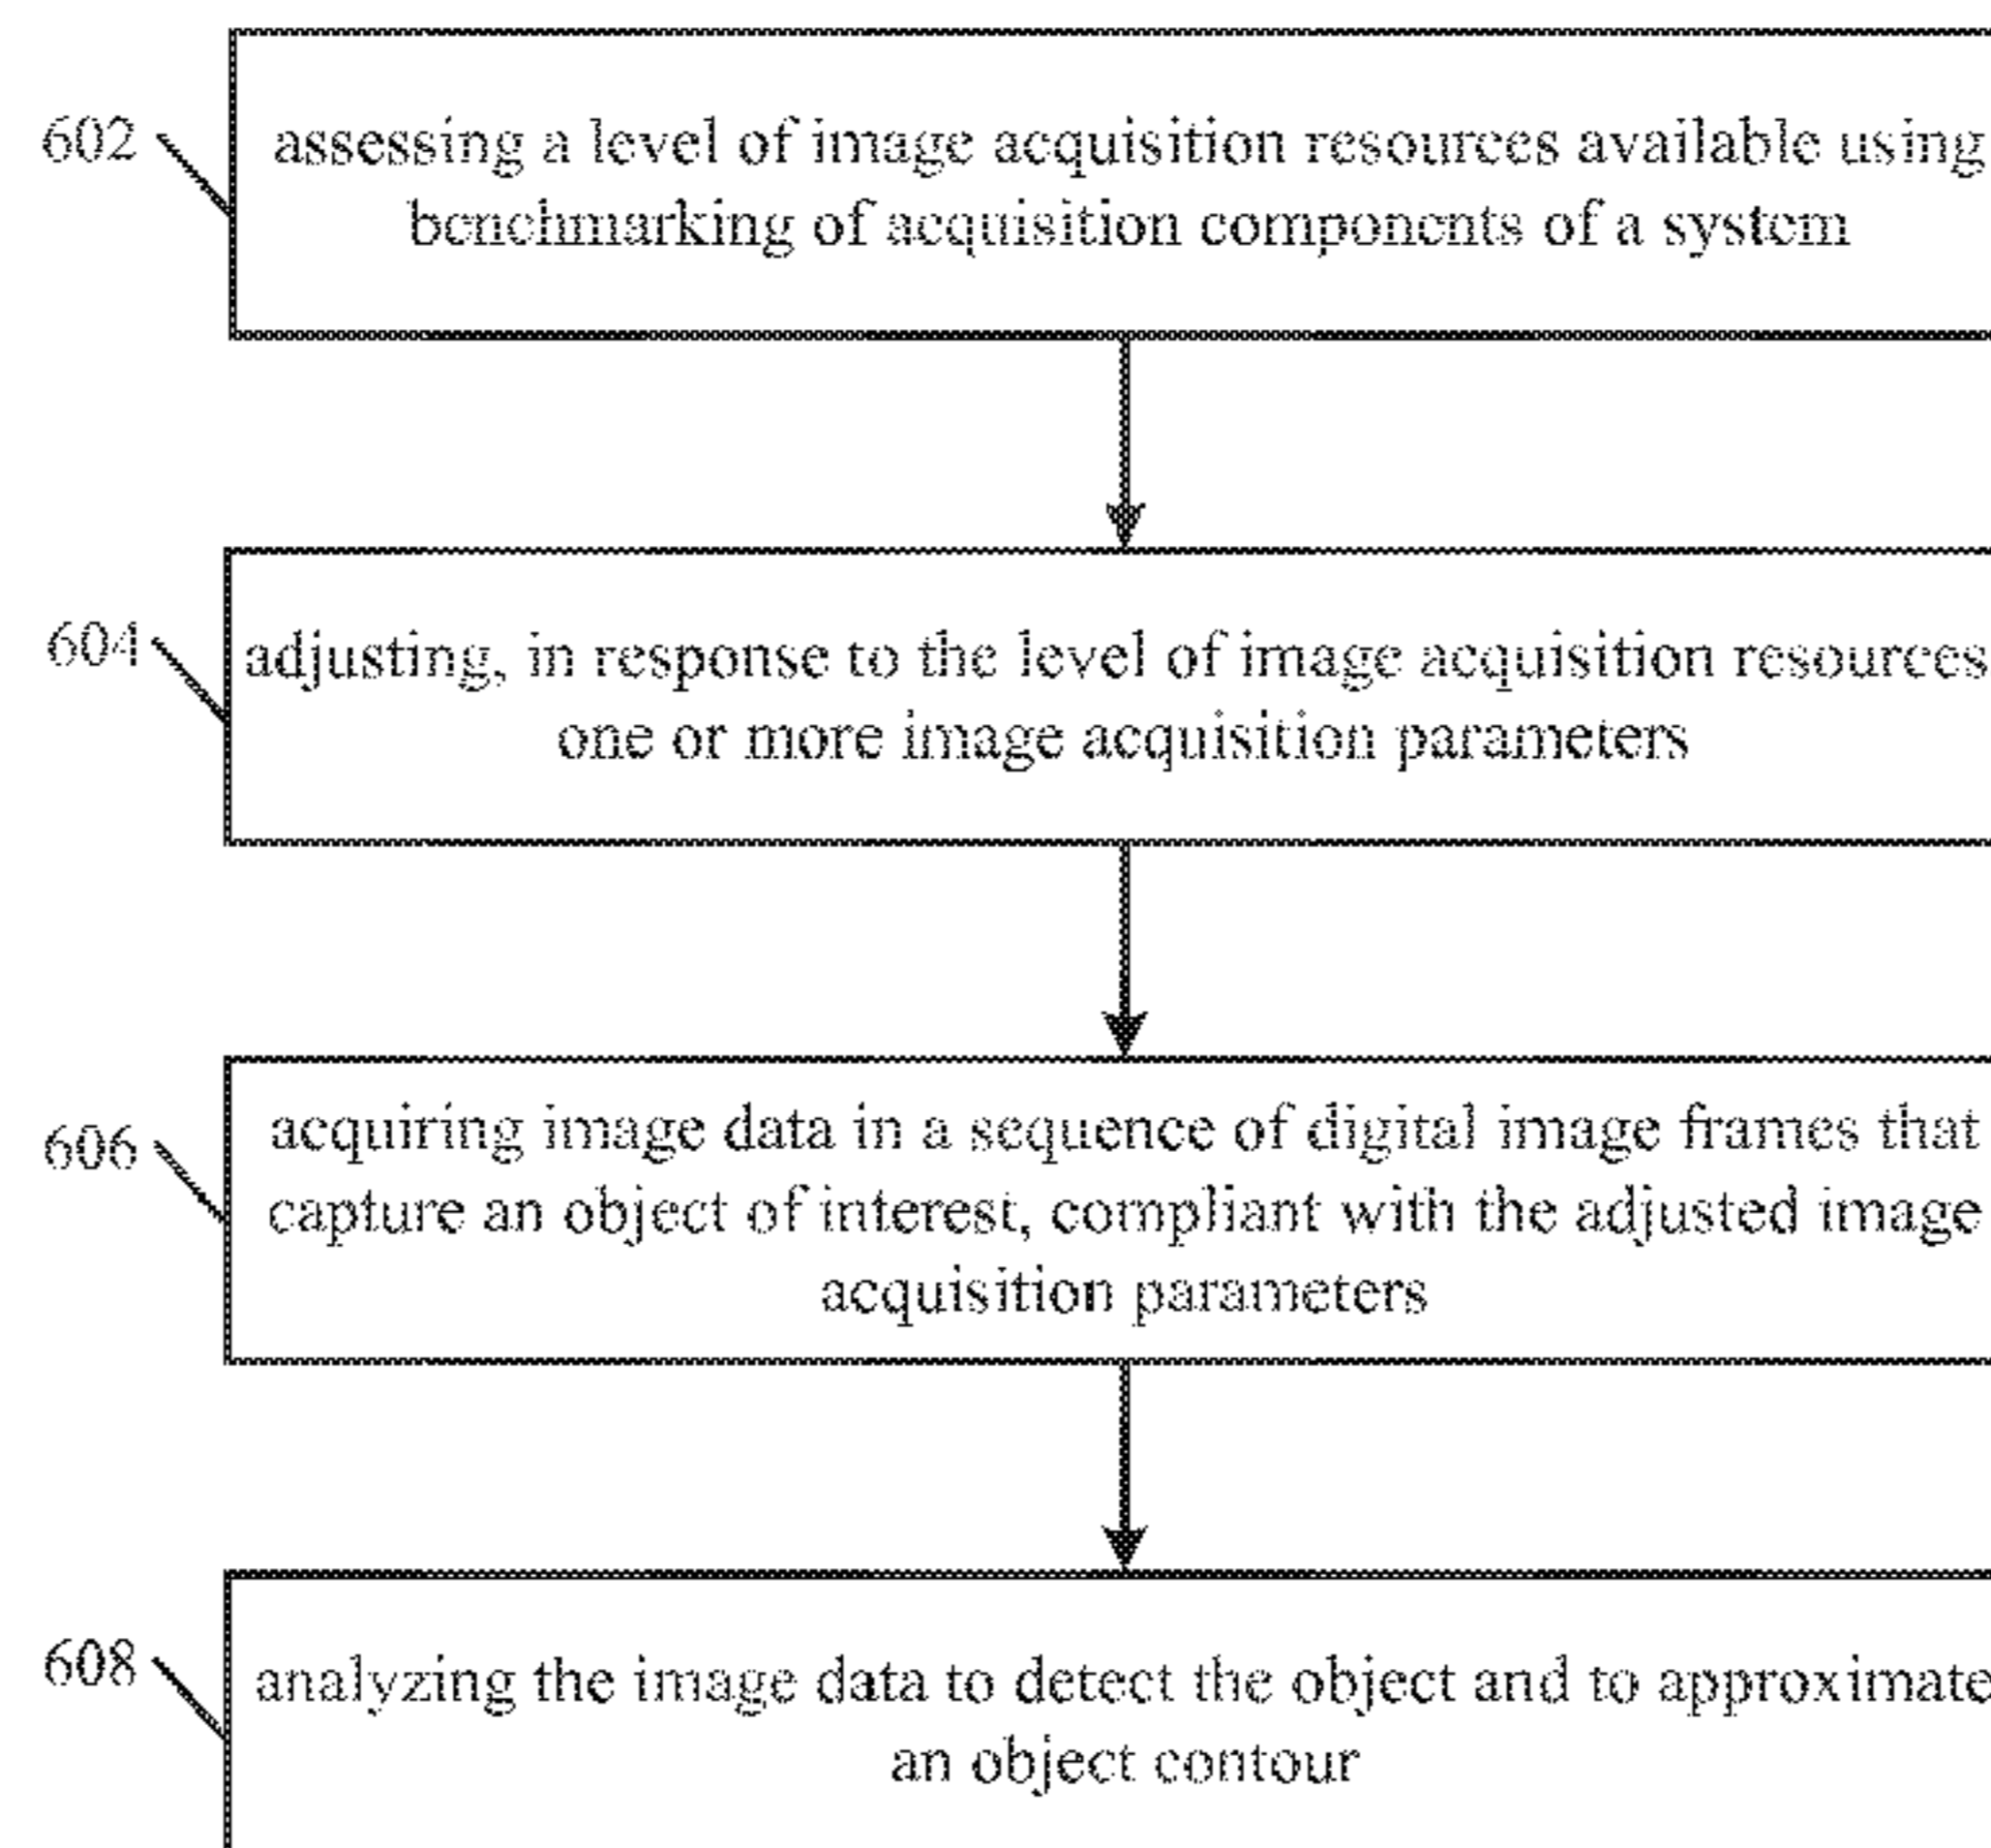 602
assessing a level of image acquisition resources available using
benchmarking of acquisition components of a system
604
adjusting, in response to the level of image acquisition resources
one or more image acquisition parameters
606
acquiring image data in a sequence of digital image frames that
capture an object of interest, compliant with the adjusted image
acquisition parameters
608
analyzing the image data to detect the object and to approximate
an object contour